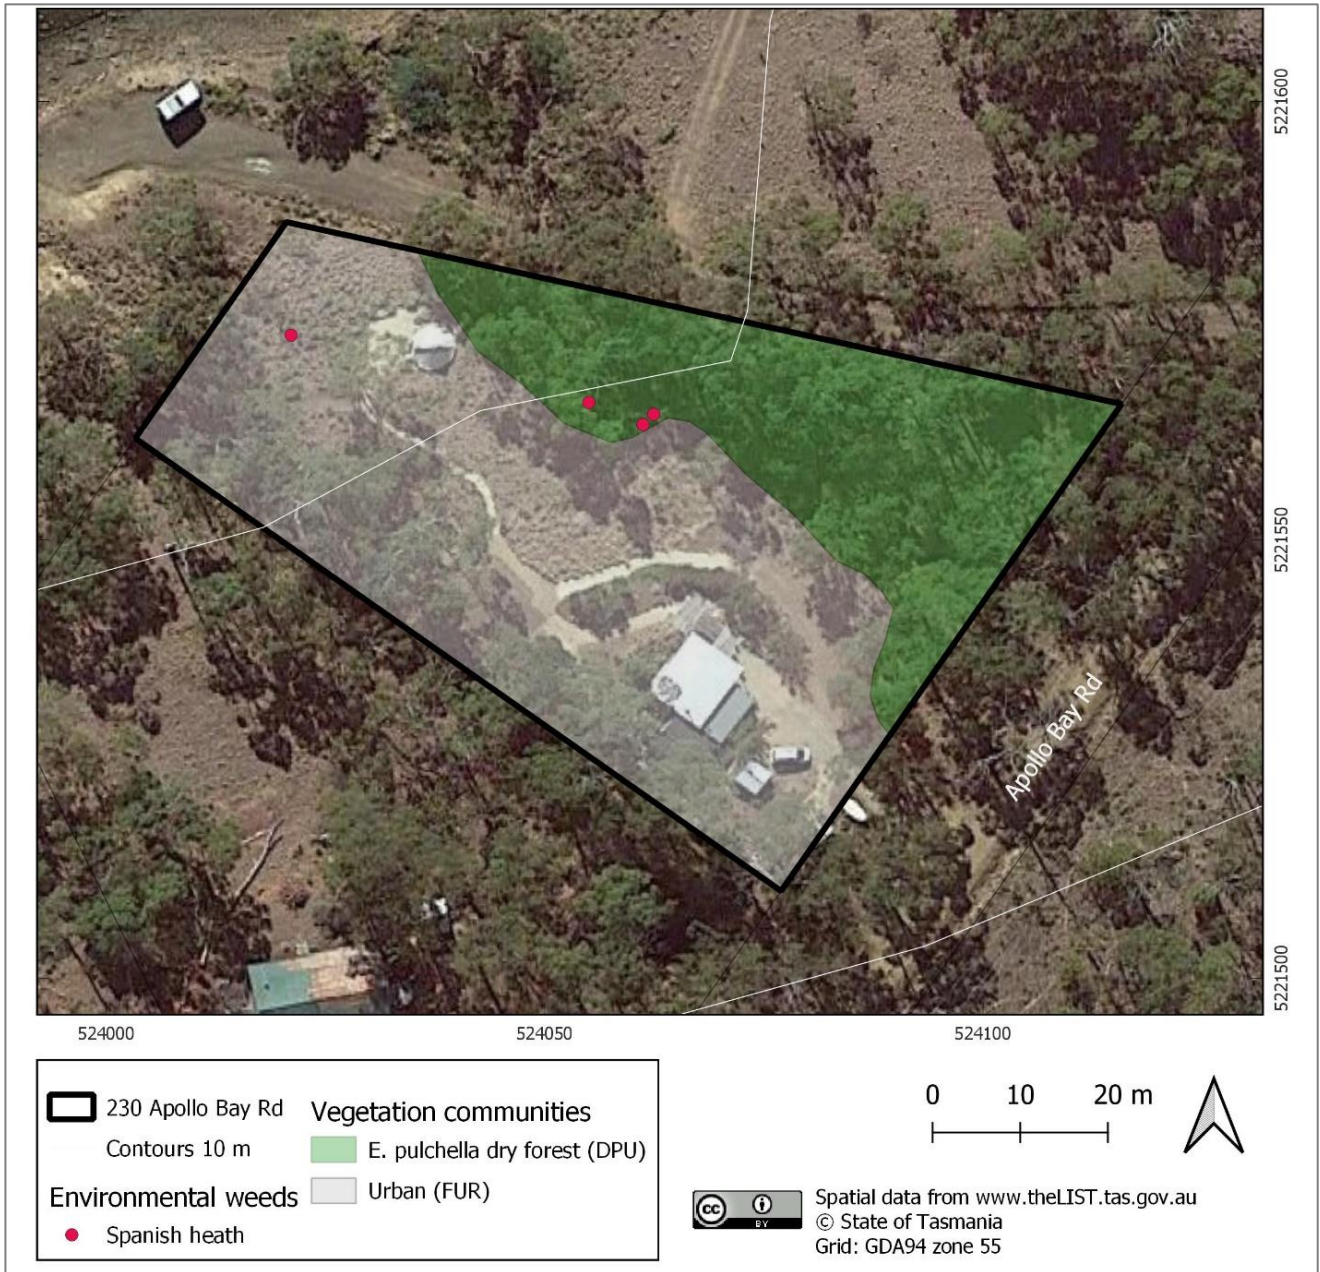 5221600
5221550
5221500
Apollo Bay Rd
524000
524050
524100
230 Apollo Bay Rd
Contours 10 m
Environmental weeds
Spanish heath
Vegetation communities
E. pulchella dry forest (DPU)
Urban (FUR)
0 10 20 m
cc BY
Spatial data from www.theLIST.tas.gov.au
© State of Tasmania
Grid: GDA94 zone 55